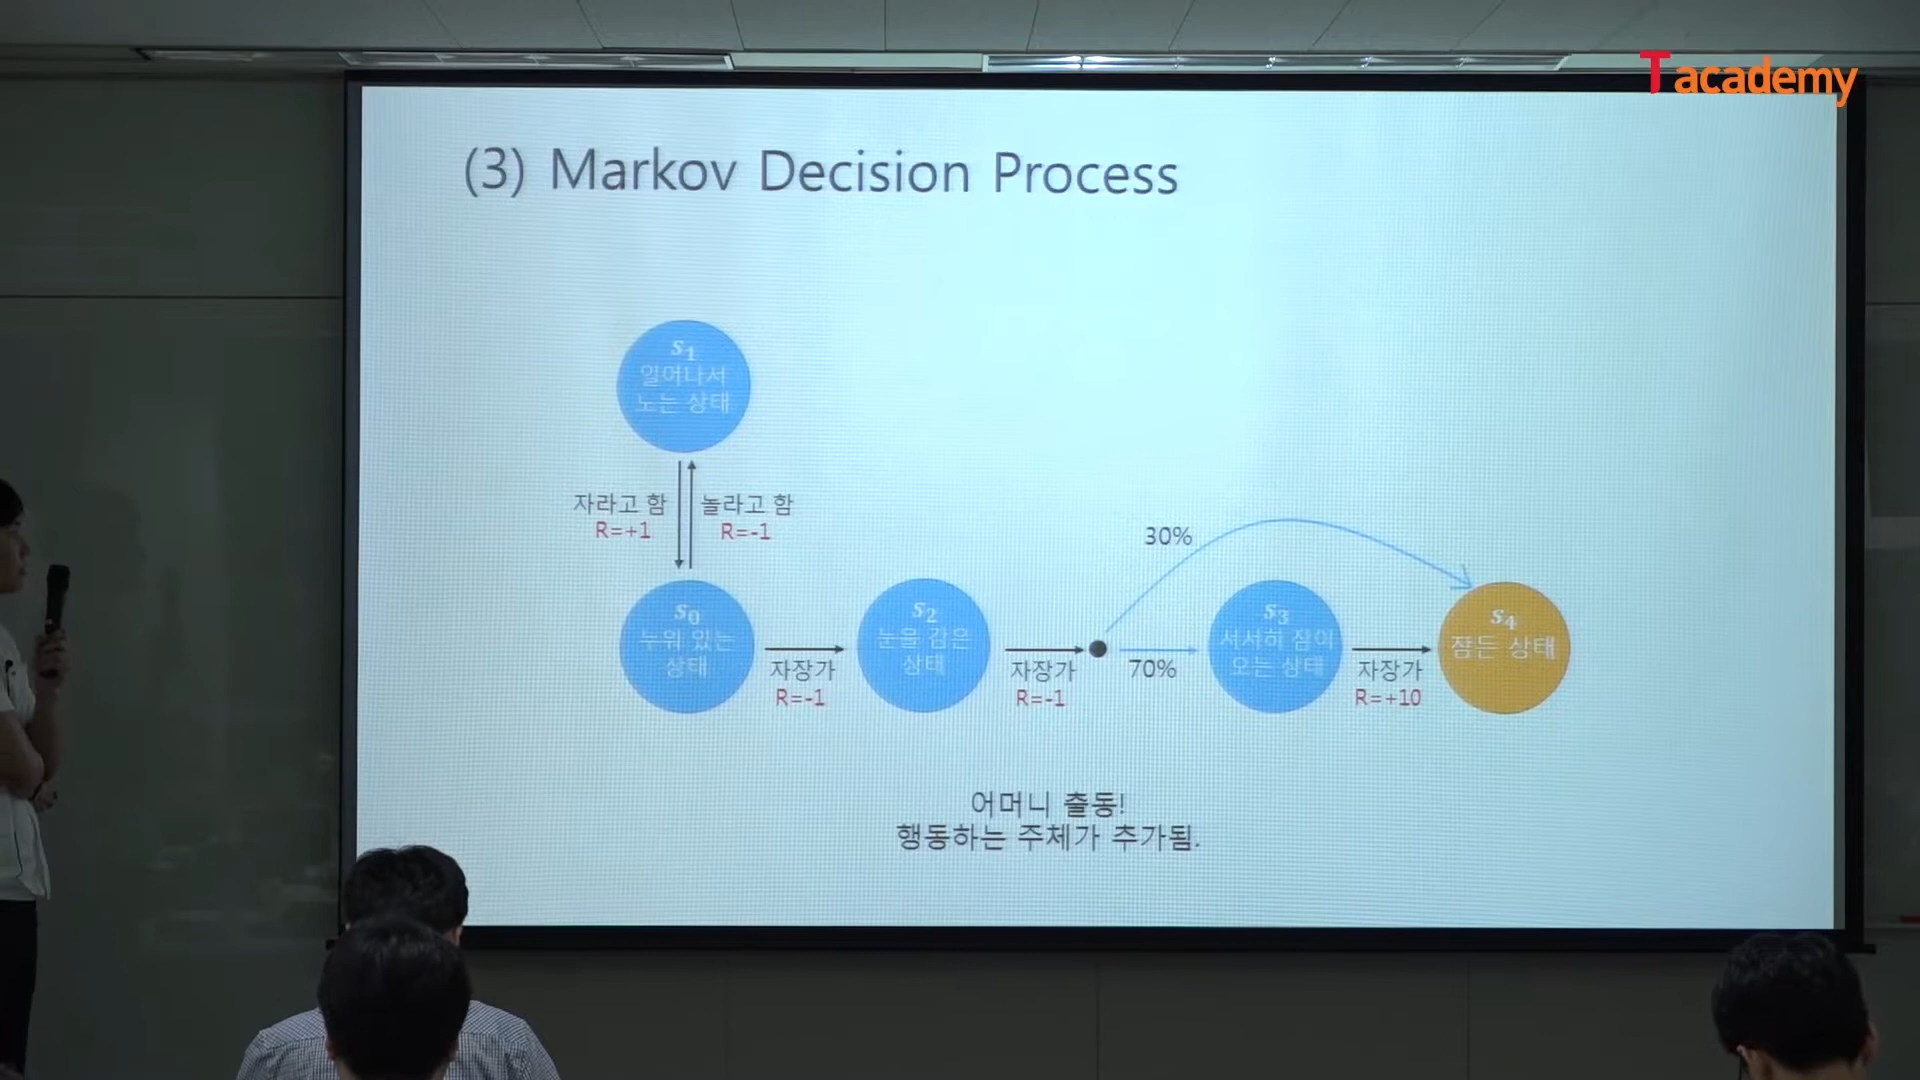 Tacademy
(3) Markov Decision Process
s1
일어나서
노는 상태
자라고 함
R=+1
놀라고 함
R=-1
30%
s0
누워 있는
상태
자장가
R=-1
s2
눈을 감은
상태
자장가
R=-1
70%
s3
서서히 잠이
오는 상태
자장가
R=+10
s4
잠든 상태
어머니 출동!
행동하는 주체가 추가됨.